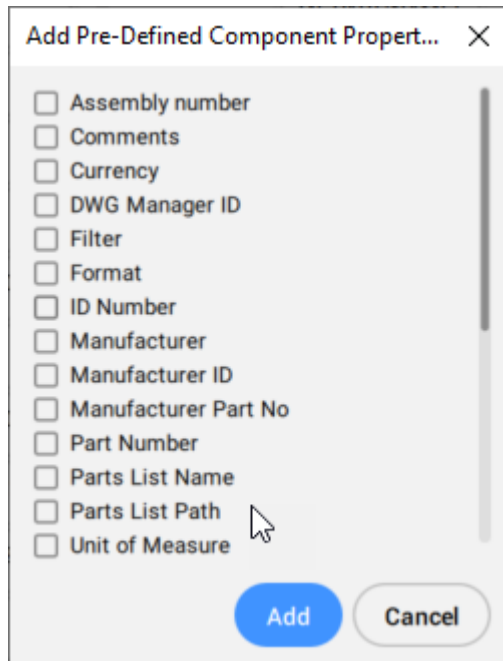 Add Pre-Defined Component Propert...
Assembly number
Comments
Currency
DWG Manager ID
Filter
Format
ID Number
Manufacturer
Manufacturer ID
Manufacturer Part No
Part Number
Parts List Name
Parts List Path
Unit of Measure
Add
Cancel